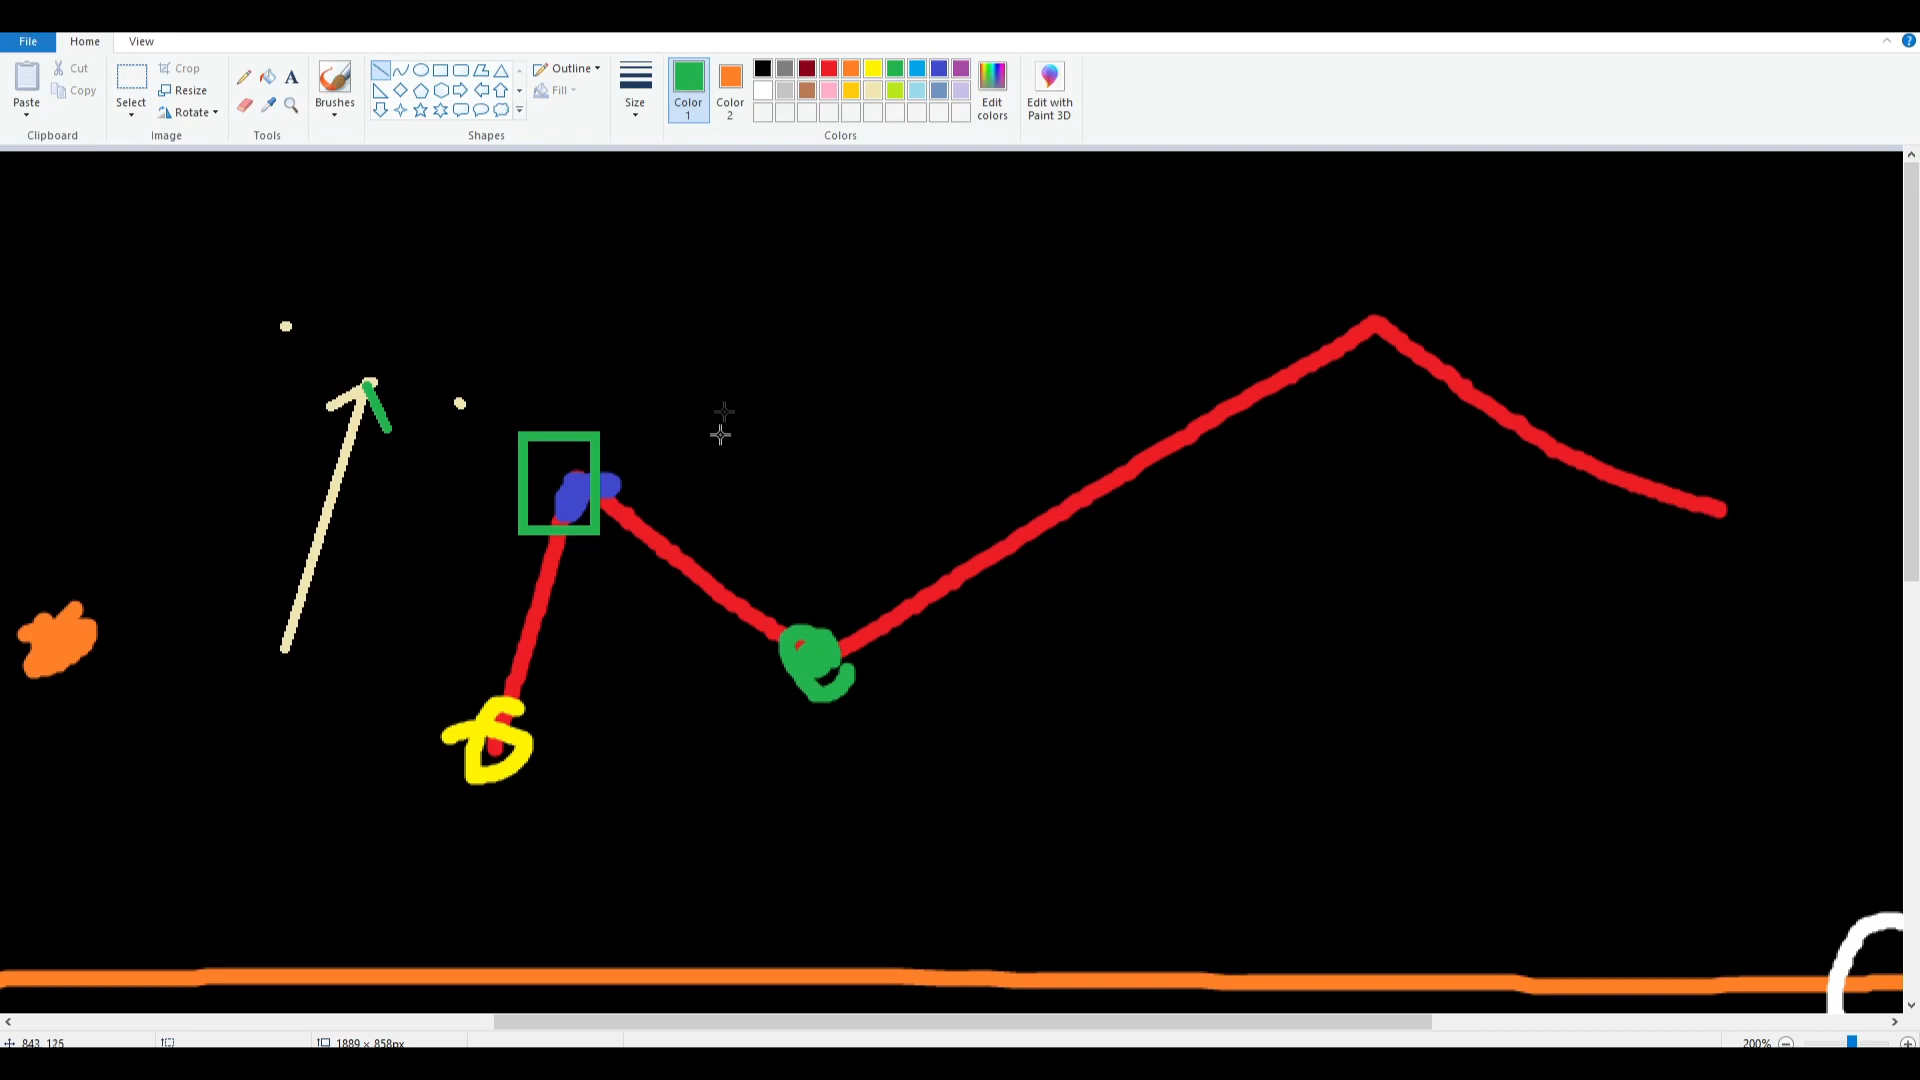 File Home View
Paste Cut Copy Clipboard
Select Crop Resize Rotate Image
Tools
Brushes
Shapes
Outline
Fill
Size
Color 1
Color 2
Colors
Edit colors
Edit with Paint 3D
843, 125
1889 × 858px
200%